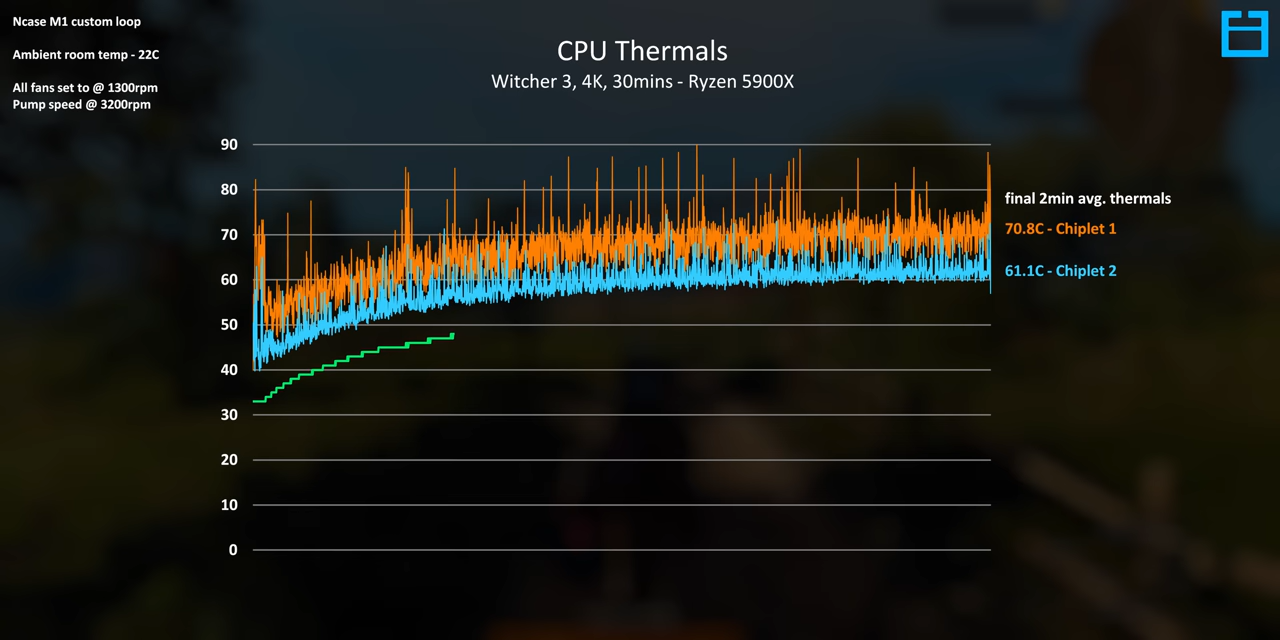 Ncase M1 custom loop
Ambient room temp - 22C
All fans set to @ 1300rpm
Pump speed @ 3200rpm
CPU Thermals
Witcher 3, 4K, 30mins - Ryzen 5900X
90
80
70
60
50
40
30
20
10
0
final 2min avg. thermals
70.8C - Chiplet 1
61.1C - Chiplet 2